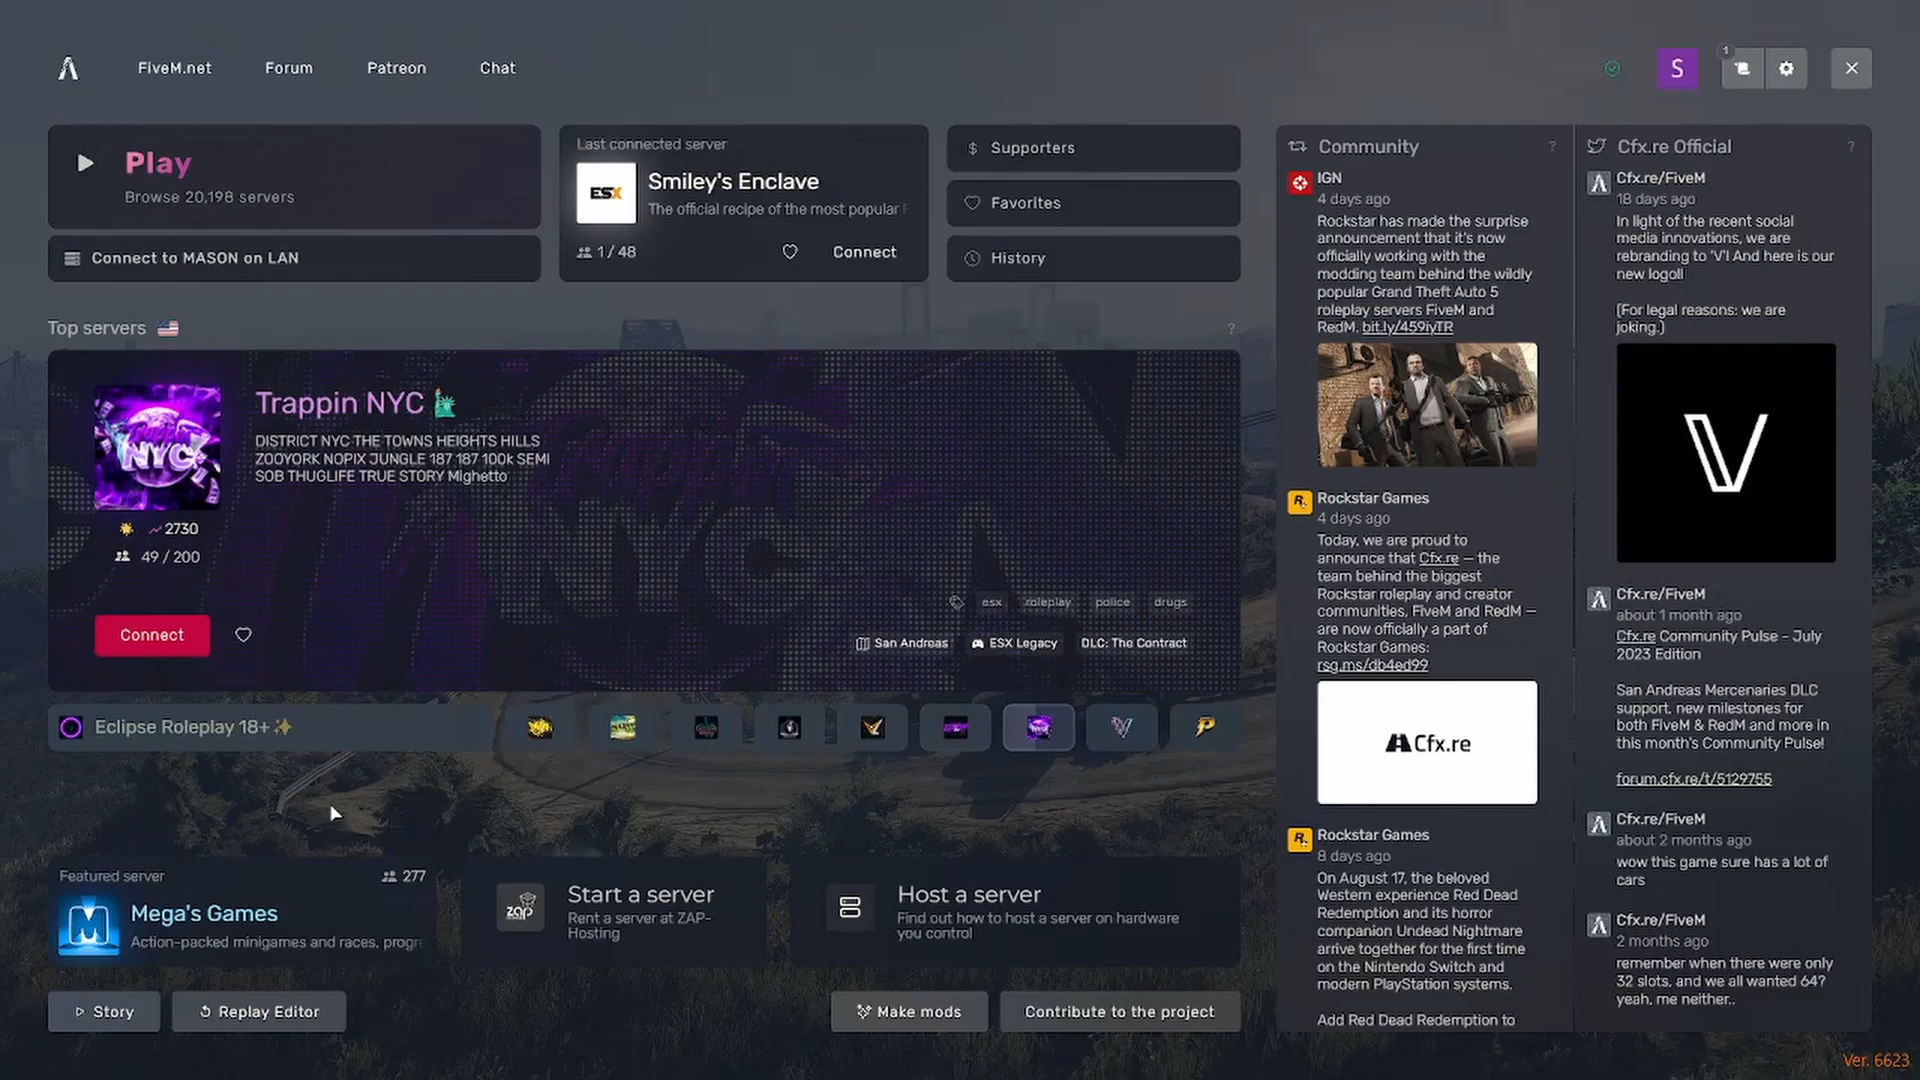 FiveM.net
Forum
Patreon
Chat
S
1
Play
Browse 20,198 servers
Connect to MASON on LAN
Last connected server
ESX
Smiley's Enclave
The official recipe of the most popular
1 / 48
Connect
Supporters
Favorites
History
Top servers
?
Trappin NYC
DISTRICT NYC THE TOWNS HEIGHTS HILLS
ZOOYORK NOPIX JUNGLE 187 187 100k SEMI
SOB THUGLIFE TRUE STORY Mighetto
NYC
2730
49 / 200
Connect
esx
roleplay
police
drugs
San Andreas
ESX Legacy
DLC: The Contract
Eclipse Roleplay 18+
Featured server
277
Mega's Games
Action-packed minigames and races, progre
zap
Start a server
Rent a server at ZAP-
Hosting
Host a server
Find out how to host a server on hardware
you control
Story
Replay Editor
Make mods
Contribute to the project
Community
?
IGN
4 days ago
Rockstar has made the surprise
announcement that it's now
officially working with the
modding team behind the wildly
popular Grand Theft Auto 5
roleplay servers FiveM and
RedM. bit.ly/459iyTR
Rockstar Games
4 days ago
Today, we are proud to
announce that Cfx.re — the
team behind the biggest
Rockstar roleplay and creator
communities, FiveM and RedM —
are now officially a part of
Rockstar Games:
rsg.ms/db4ed99
Cfx.re
Rockstar Games
8 days ago
On August 17, the beloved
Western experience Red Dead
Redemption and its horror
companion Undead Nightmare
arrive together for the first time
on the Nintendo Switch and
modern PlayStation systems.
Add Red Dead Redemption to
Cfx.re Official
?
Cfx.re/FiveM
18 days ago
In light of the recent social
media innovations, we are
rebranding to 'V'! And here is our
new logo!!
(For legal reasons: we are
joking.)
V
Cfx.re/FiveM
about 1 month ago
Cfx.re Community Pulse - July
2023 Edition
San Andreas Mercenaries DLC
support, new milestones for
both FiveM & RedM and more in
this month's Community Pulse!
forum.cfx.re/t/5129755
Cfx.re/FiveM
about 2 months ago
wow this game sure has a lot of
cars
Cfx.re/FiveM
2 months ago
remember when there were only
32 slots, and we all wanted 64?
yeah, me neither..
Ver. 6623